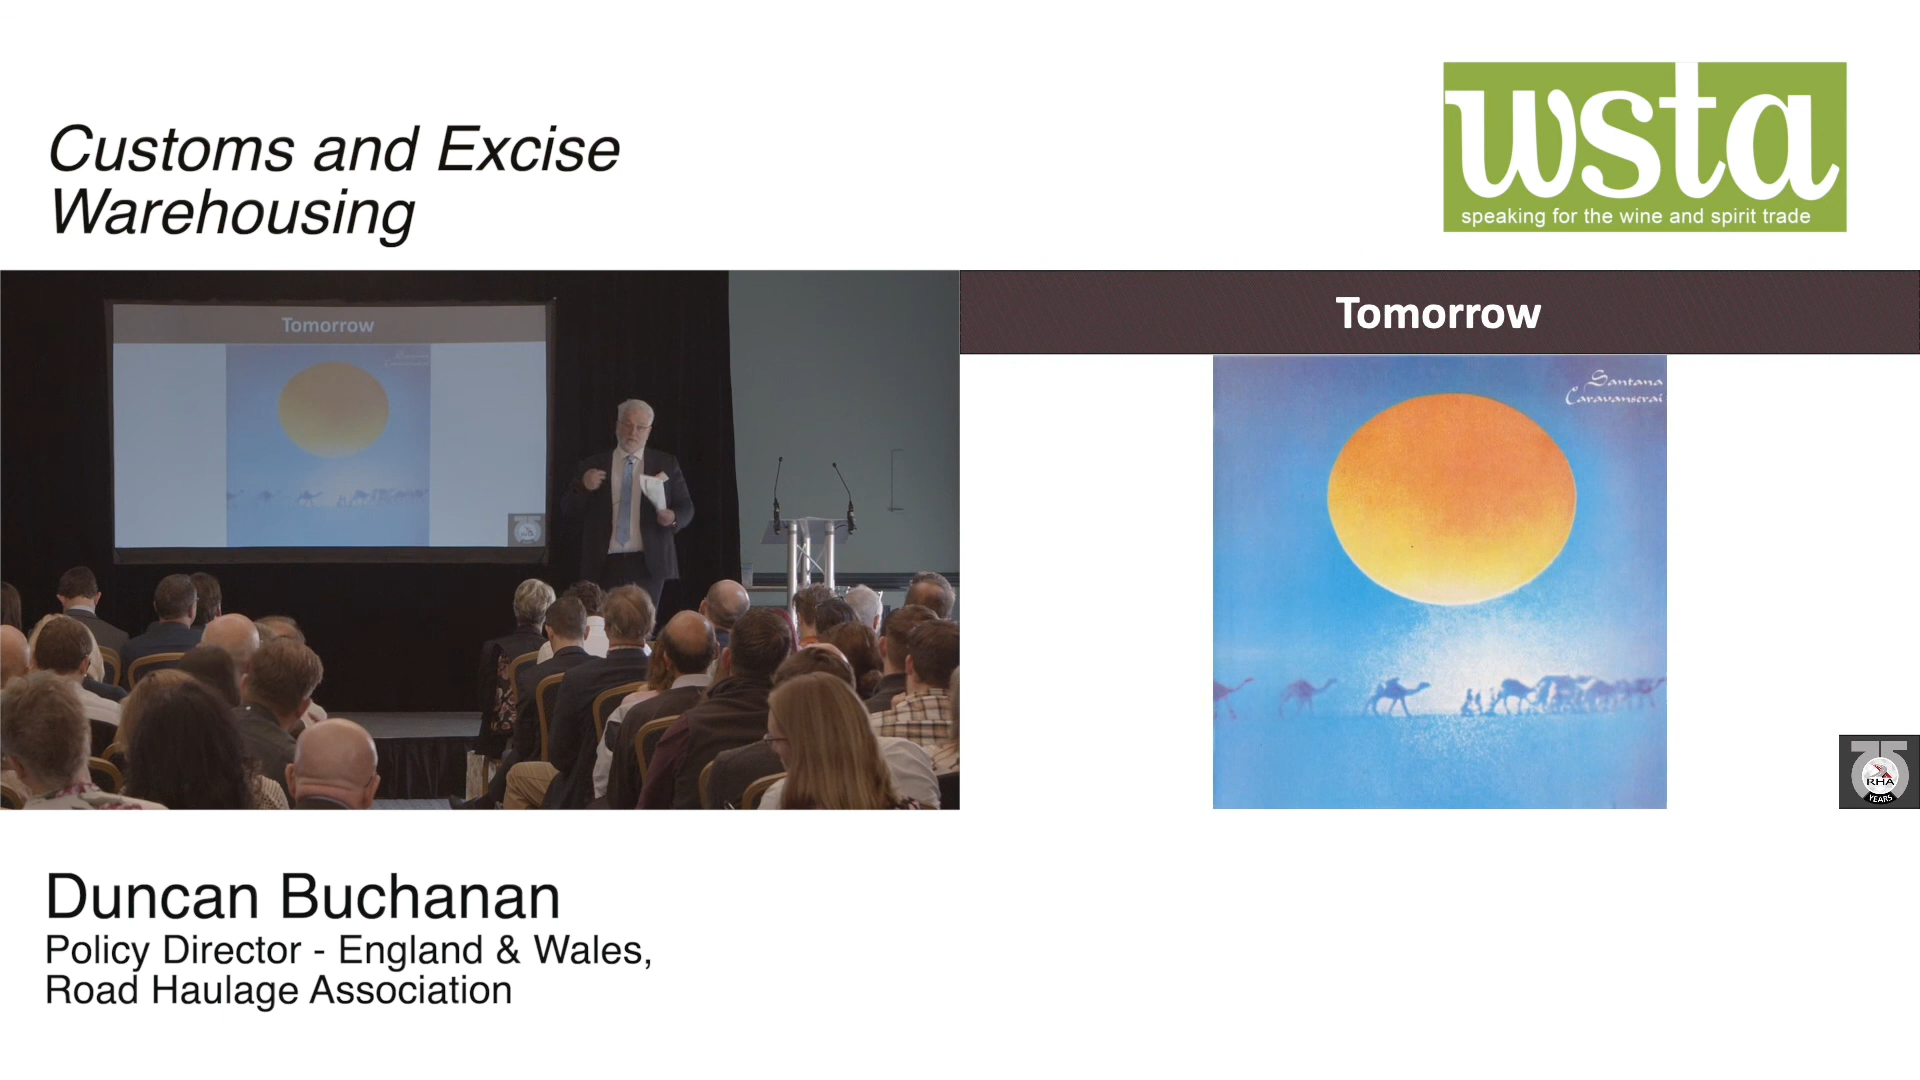 Customs and Excise
Warehousing
wsta
speaking for the wine and spirit trade
Tomorrow
Tomorrow
Santana
Caravanserai
75
RHA
YEARS
Duncan Buchanan
Policy Director - England & Wales,
Road Haulage Association